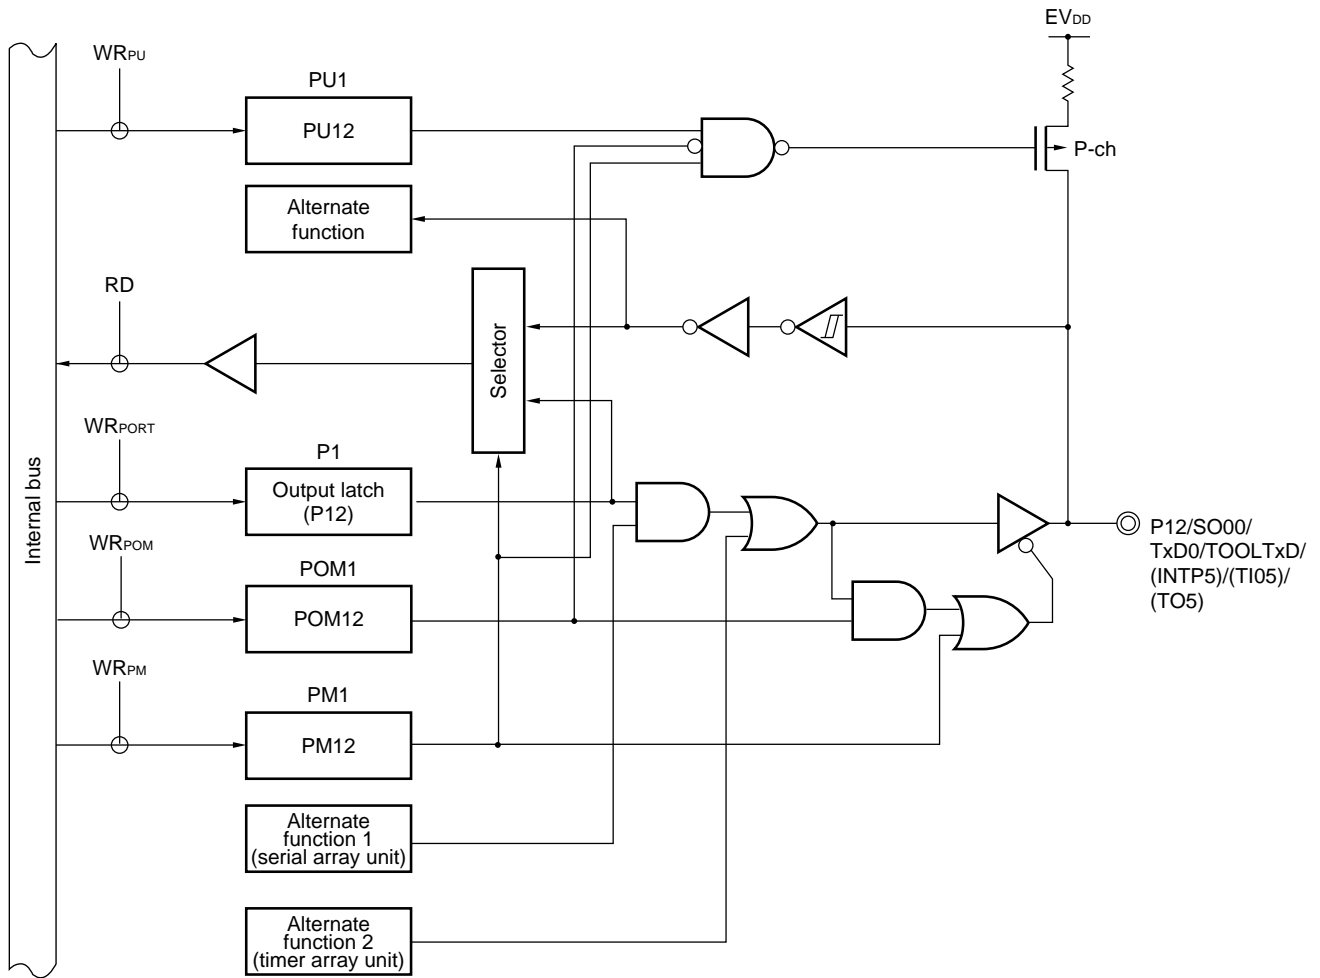 EVDD
WRPU
PU1
PU12
P-ch
Alternate
function
RD
Selector
WRPORT
P1
Output latch
(P12)
Internal bus
P12/SO00/
TxD0/TOOLTxD/
(INTP5)/(TI05)/
(TO5)
WRPOM
POM1
POM12
WRPM
PM1
PM12
Alternate
function 1
(serial array unit)
Alternate
function 2
(timer array unit)